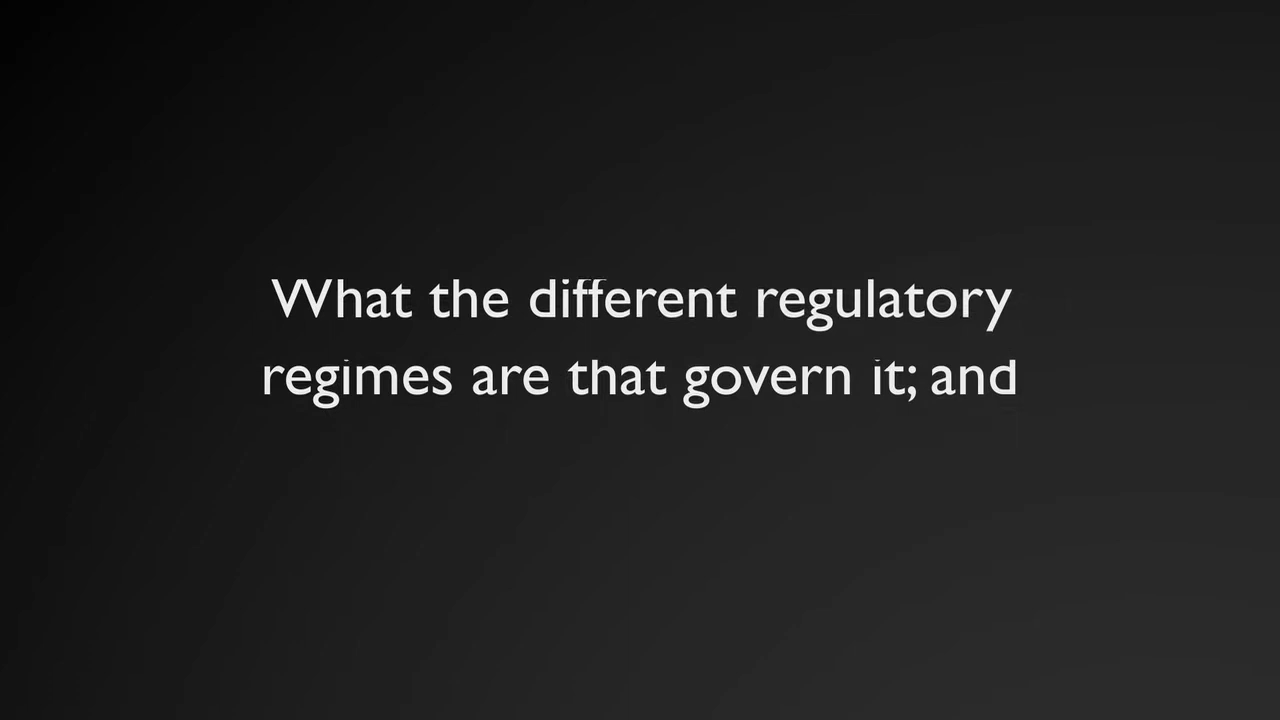 What the different regulatory
regimes are that govern it; and